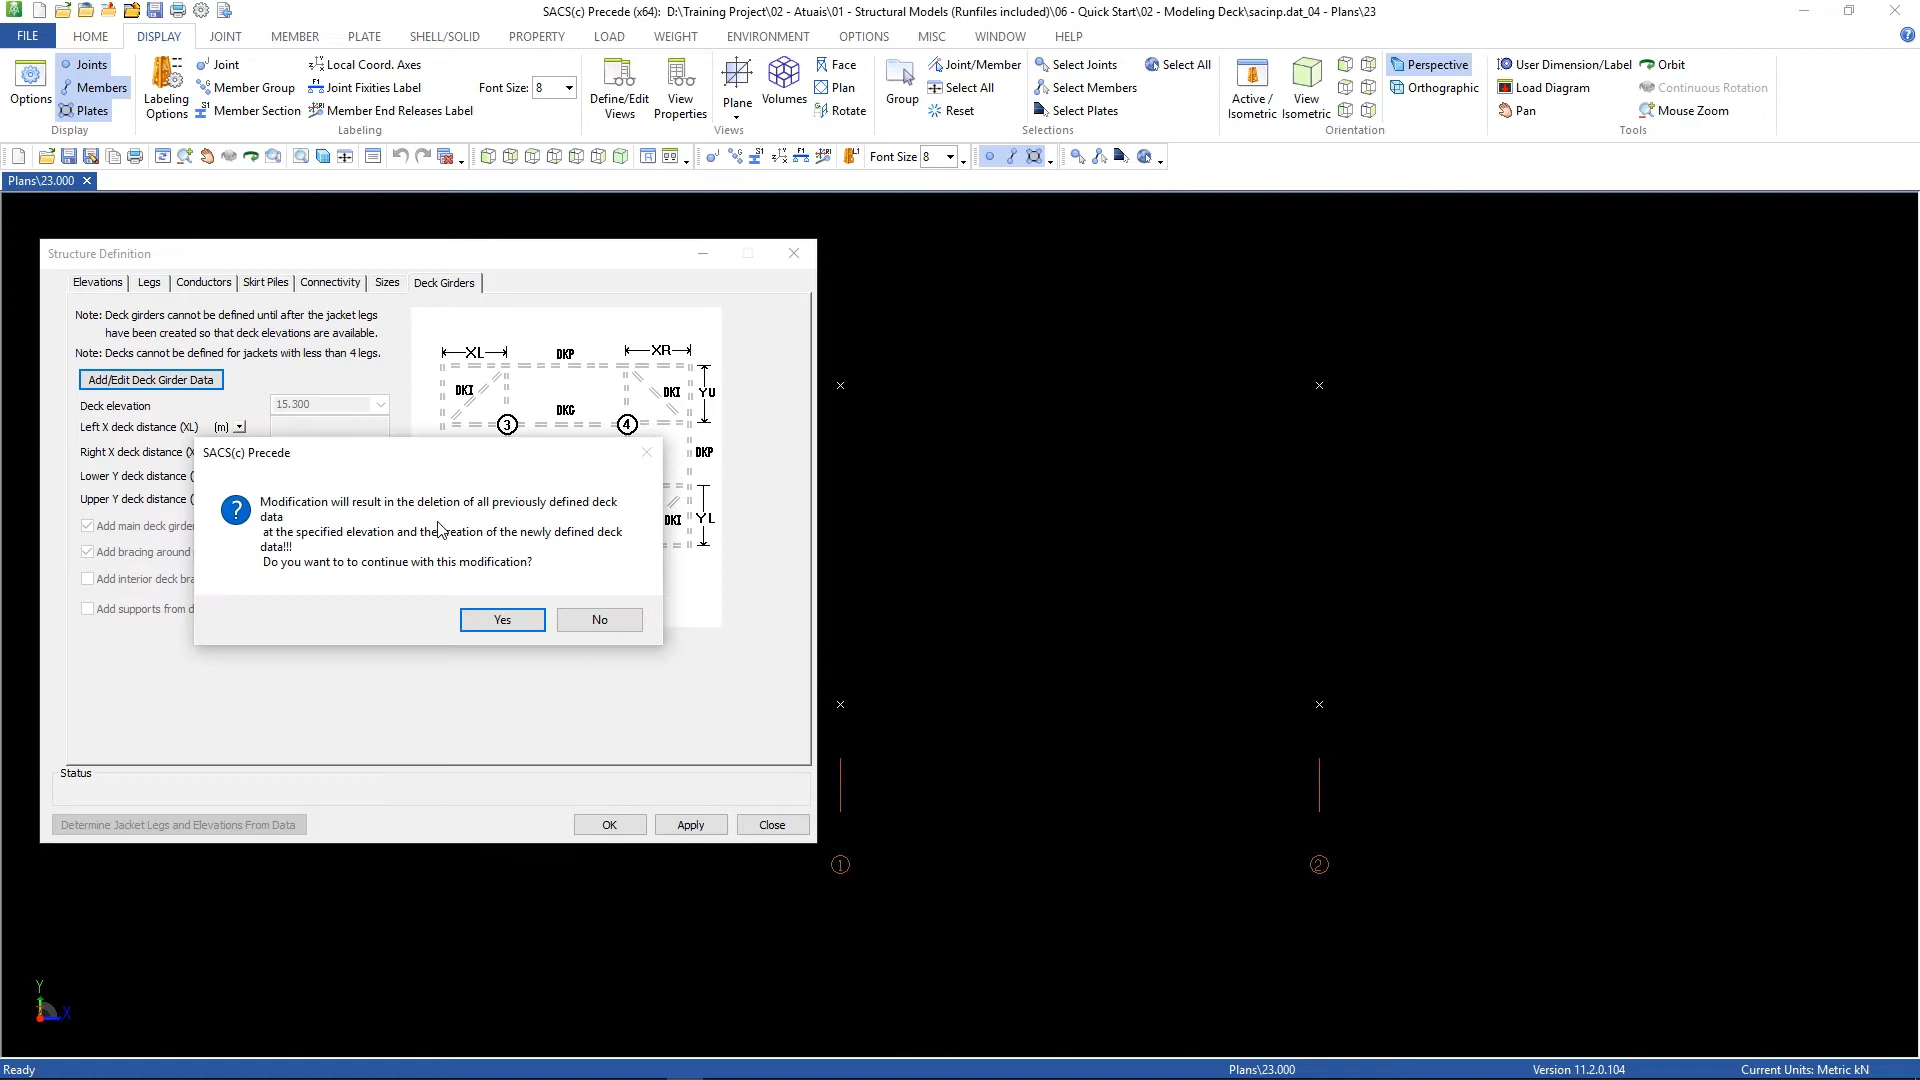 SACS(c) Precede (x64): D:\Training Project\02 - Atuais\01 - Structural Models (Runfiles included)\06 - Quick Start\02 - Modeling Deck\sacinp.dat_04 - Plans\23
FILE HOME DISPLAY JOINT MEMBER PLATE SHELL/SOLID PROPERTY LOAD WEIGHT ENVIRONMENT OPTIONS MISC WINDOW HELP
Joints Joint Local Coord. Axes Face Joint/Member Select Joints Select All Perspective User Dimension/Label Orbit
Members Member Group Joint Fixities Label Font Size: 8 Plan Select All Select Members Orthographic Load Diagram Continuous Rotation
Options Labeling Options Define/Edit Views View Properties Plane Volumes Group Active / Isometric View Isometric
Plates Member Section Member End Releases Label Rotate Reset Select Plates Pan Mouse Zoom
Display Labeling Views Selections Orientation Tools
Font Size 8
Plans\23.000
Structure Definition
Elevations Legs Conductors Skirt Piles Connectivity Sizes Deck Girders
Note: Deck girders cannot be defined until after the jacket legs
have been created so that deck elevations are available.
Note: Decks cannot be defined for jackets with less than 4 legs.
Add/Edit Deck Girder Data
Deck elevation 15.300
Left X deck distance (XL) (m)
Right X deck distance (X
Lower Y deck distance (
Upper Y deck distance (
Add main deck girde
Add bracing around
Add interior deck bra
Add supports from d
XL DKP XR
DKI DKI YU
DKG
3 4
DKP
DKI YL
SACS(c) Precede
?
Modification will result in the deletion of all previously defined deck
data
at the specified elevation and the creation of the newly defined deck
data!!!
Do you want to to continue with this modification?
Yes No
Status
Determine Jacket Legs and Elevations From Data OK Apply Close
1 2
Y
X
Ready Plans\23.000 Version 11.2.0.104 Current Units: Metric kN